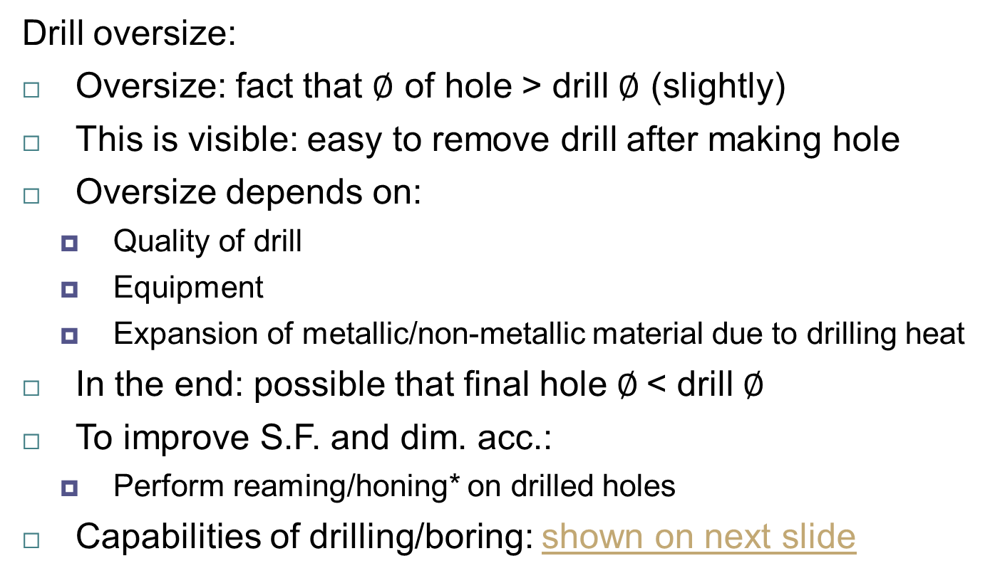 Drill oversize:
Oversize: fact that ∅ of hole > drill ∅ (slightly)
This is visible: easy to remove drill after making hole
Oversize depends on:
Quality of drill
Equipment
Expansion of metallic/non-metallic material due to drilling heat
In the end: possible that final hole ∅ < drill ∅
To improve S.F. and dim. acc.:
Perform reaming/honing* on drilled holes
Capabilities of drilling/boring: shown on next slide